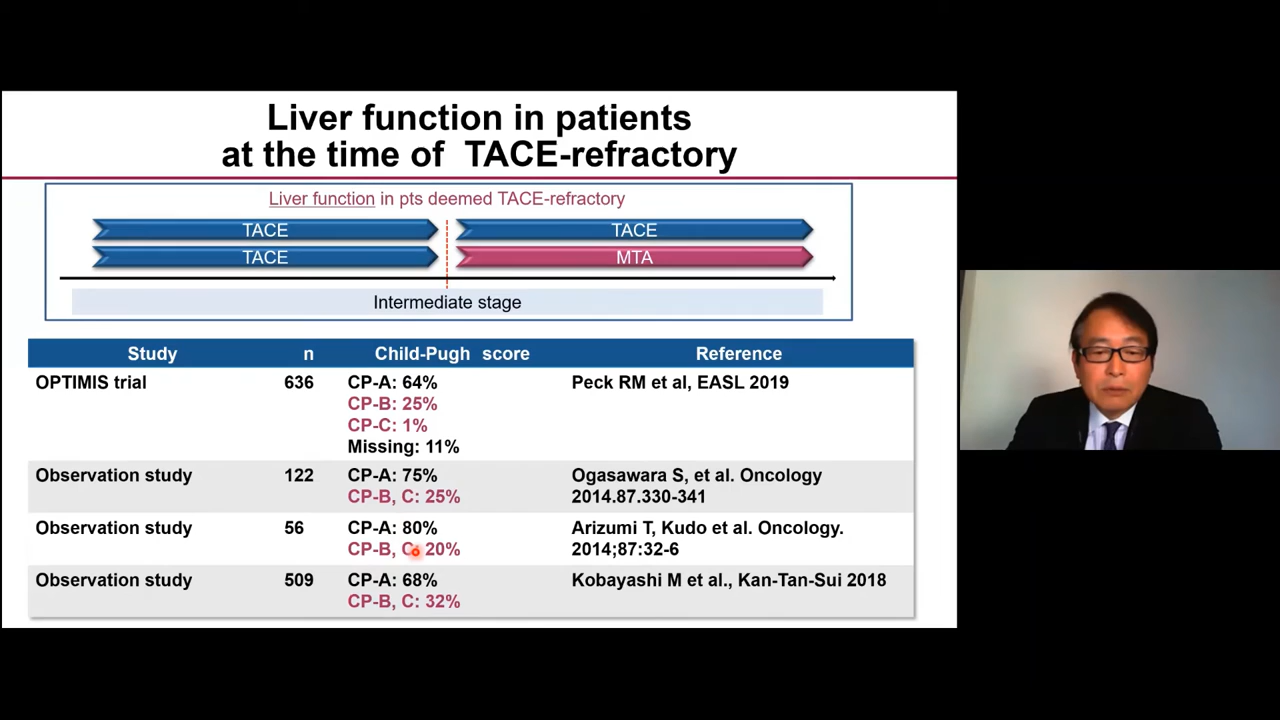 Liver function in patients
at the time of TACE-refractory
Liver function in pts deemed TACE-refractory
TACE TACE
TACE MTA
Intermediate stage
Study n Child-Pugh score Reference
OPTIMIS trial 636 CP-A: 64% Peck RM et al, EASL 2019
CP-B: 25%
CP-C: 1%
Missing: 11%
Observation study 122 CP-A: 75% Ogasawara S, et al. Oncology
CP-B, C: 25% 2014.87.330-341
Observation study 56 CP-A: 80% Arizumi T, Kudo et al. Oncology.
CP-B, C: 20% 2014;87:32-6
Observation study 509 CP-A: 68% Kobayashi M et al., Kan-Tan-Sui 2018
CP-B, C: 32%